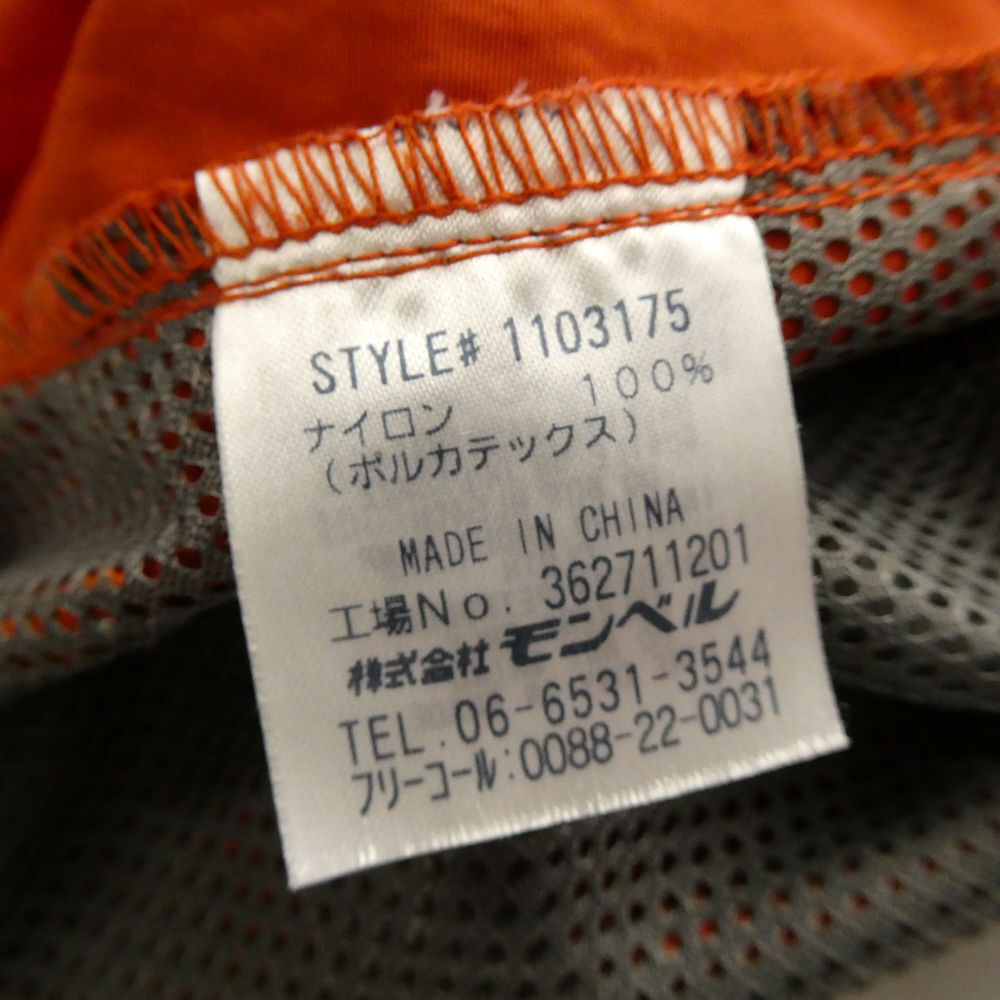 STYLE# 1103175
ナイロン 100%
(ポルカテックス)
MADE IN CHINA
工場No. 362711201
株式会社 モンベル
TEL.06-6531-3544
フリーコール:0088-22-0031